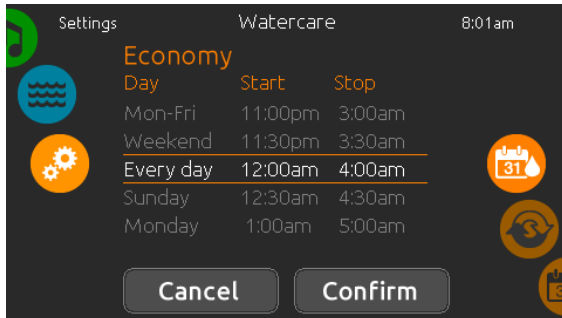 Settings Watercare 8:01am
Economy
Day Start Stop
Mon-Fri 11:00pm 3:00am
Weekend 11:30pm 3:30am
Every day 12:00am 4:00am
Sunday 12:30am 4:30am
Monday 1:00am 5:00am
31
Cancel Confirm